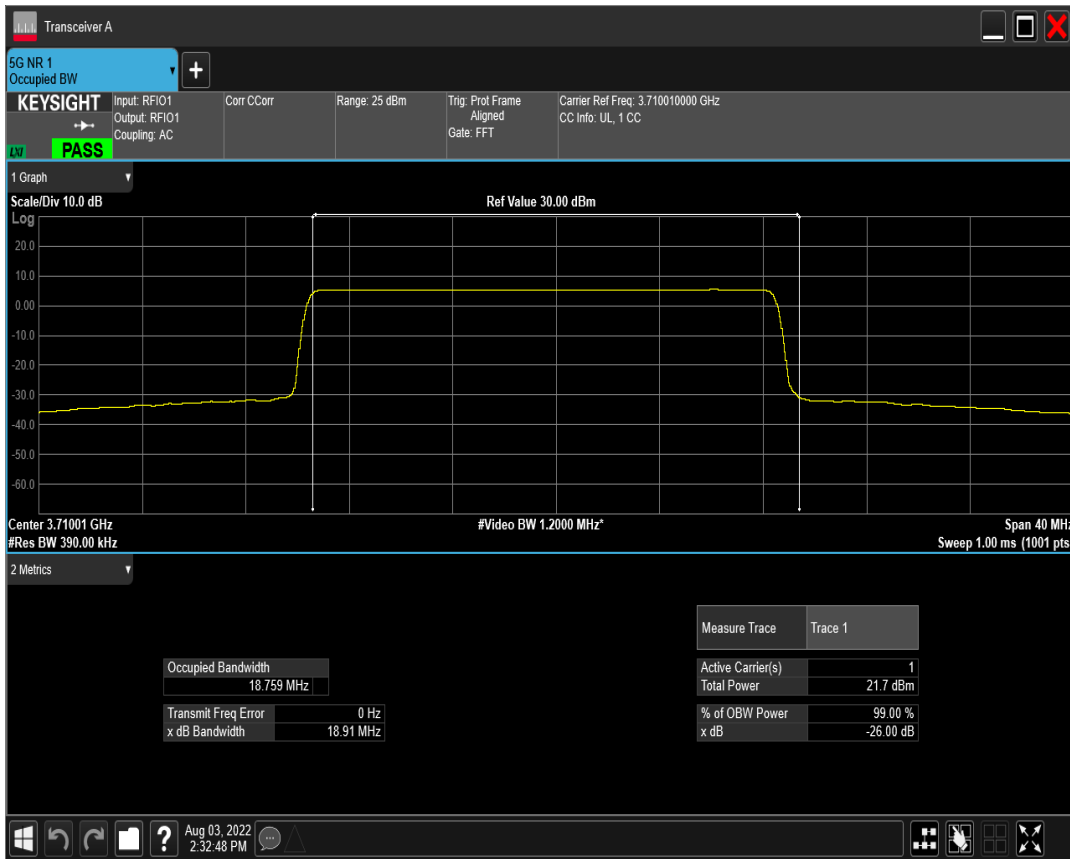 Transceiver A
5G NR 1
Occupied BW
KEYSIGHT
LXI
PASS
Input: RFIO1
Output: RFIO1
Coupling: AC
Corr CCorr
Range: 25 dBm
Trig: Prot Frame
Aligned
Gate: FFT
Carrier Ref Freq: 3.710010000 GHz
CC Info: UL, 1 CC
1 Graph
Scale/Div 10.0 dB
Ref Value 30.00 dBm
Log
20.0
10.0
0.00
-10.0
-20.0
-30.0
-40.0
-50.0
-60.0
Center 3.71001 GHz
#Video BW 1.2000 MHz*
Span 40 MHz
#Res BW 390.00 kHz
Sweep 1.00 ms (1001 pts
2 Metrics
Measure Trace Trace 1
Occupied Bandwidth
18.759 MHz
Active Carrier(s) 1
Total Power 21.7 dBm
Transmit Freq Error 0 Hz
x dB Bandwidth 18.91 MHz
% of OBW Power 99.00 %
x dB -26.00 dB
Aug 03, 2022
2:32:48 PM